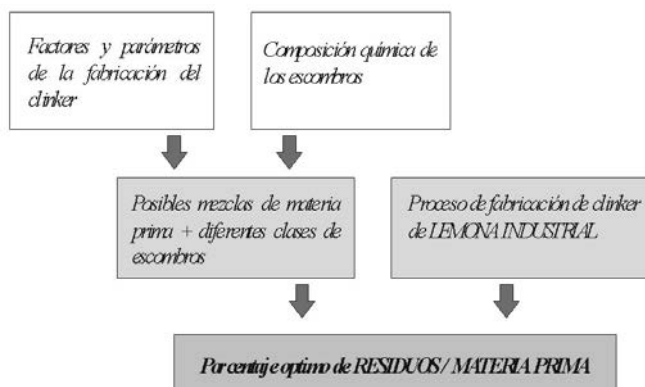 Factores y parámetros
de la fabricación del
clinker
Composición química de
los escombros
Posibles mezclas de materia
prima + diferentes clases de
escombros
Proceso de fabricación de clinker
de LEMONA INDUSTRIAL
Porcentaje optimo de RESIDUOS / MATERIA PRIMA